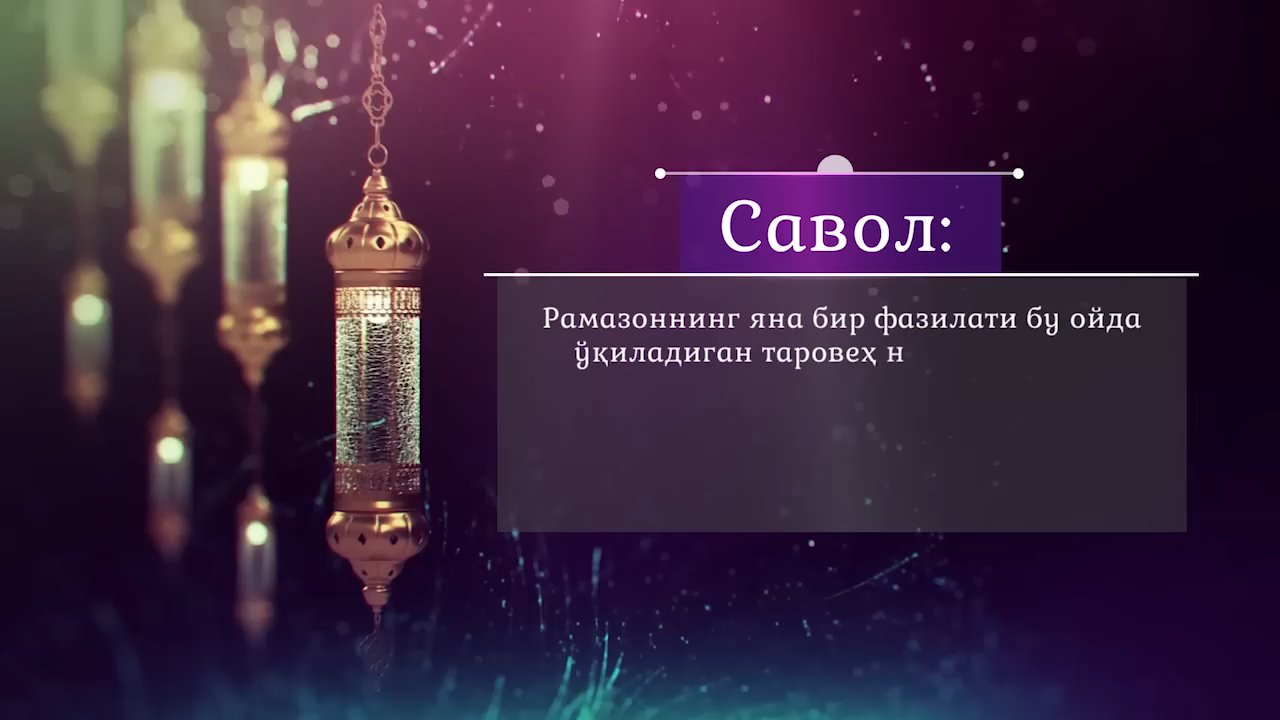 Савол:
Рамазоннинг яна бир фазилати бу ойда
ўқиладиган таровеҳ н